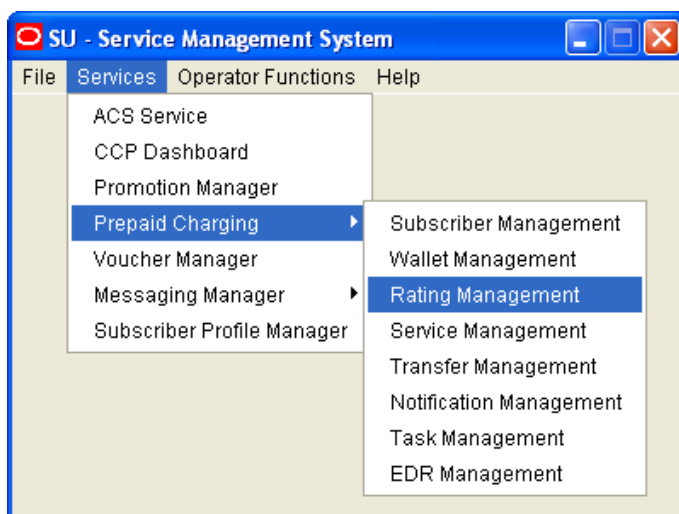 SU - Service Management System
File Services Operator Functions Help
ACS Service
CCP Dashboard
Promotion Manager
Prepaid Charging
Voucher Manager
Messaging Manager
Subscriber Profile Manager
Subscriber Management
Wallet Management
Rating Management
Service Management
Transfer Management
Notification Management
Task Management
EDR Management